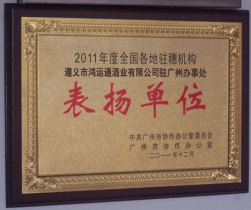 2011年度全国各地驻穗机构
遵义市鸿运通酒业有限公司驻广州办事处
表扬单位
中共广州市协作办公室委员会
广州市协作办公室
二〇一一年十二月